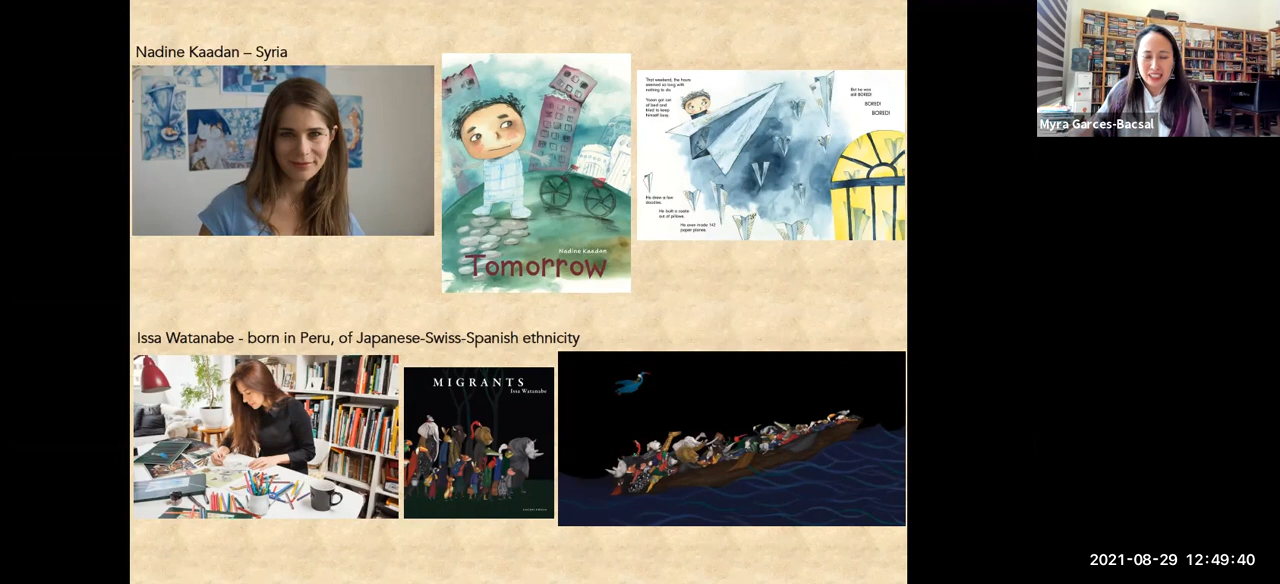 Nadine Kaadan – Syria
Nadine Kaadan
Tomorrow
That weekend, the hours
seemed so long with
nothing to do.
Yazan got out
of bed and
tried to keep
himself busy.
But he was
still BORED!
BORED!
BORED!
He drew a few
doodles.
He built a castle
out of pillows.
He even made 142
paper planes.
Myra Garces-Bacsal
Issa Watanabe - born in Peru, of Japanese-Swiss-Spanish ethnicity
MIGRANTS
Issa Watanabe
2021-08-29 12:49:40